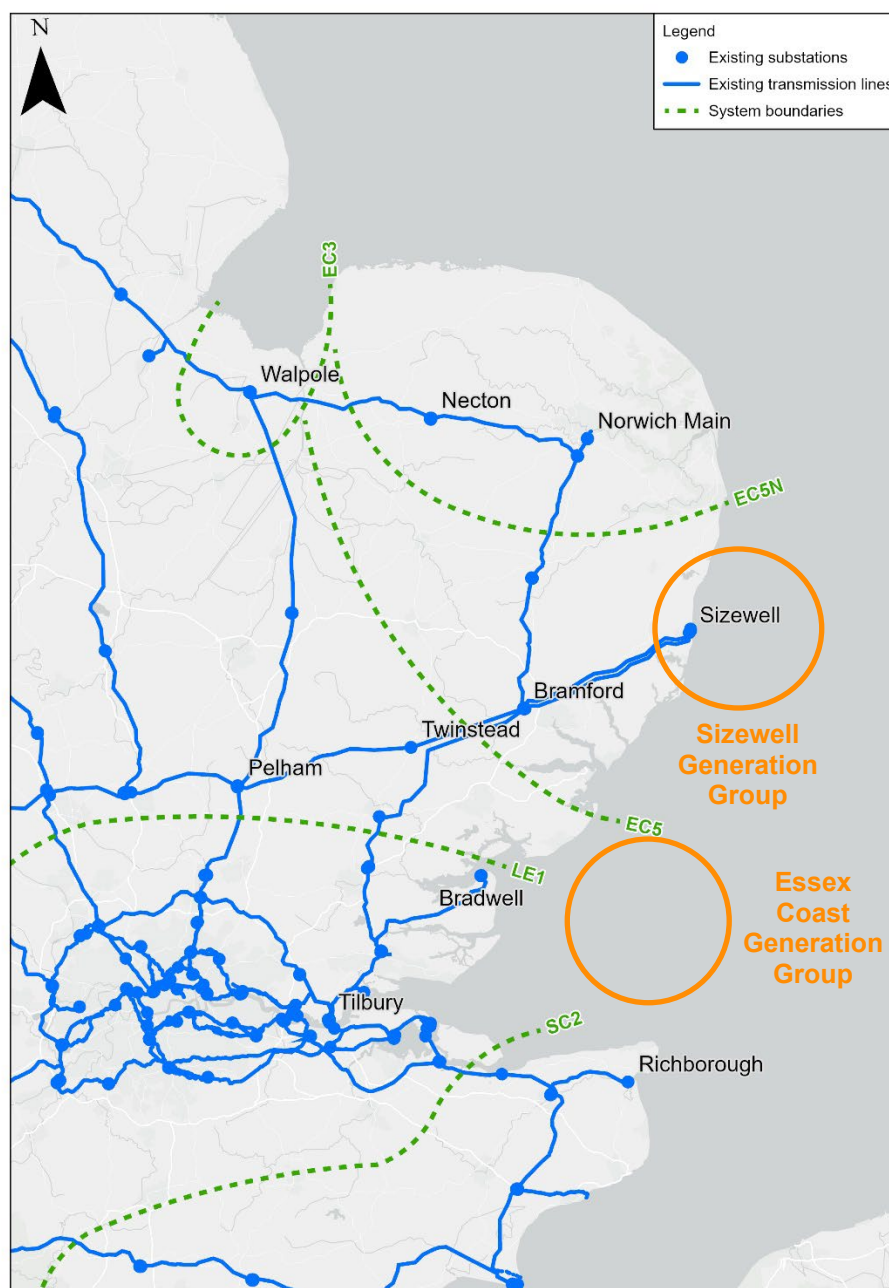 N
Legend
Existing substations
Existing transmission lines
System boundaries
EC3
Walpole
Necton
Norwich Main
EC5N
Sizewell
Bramford
Twinstead
Sizewell
Generation
Group
Pelham
EC5
LE1
Bradwell
Essex
Coast
Generation
Group
Tilbury
SC2
Richborough